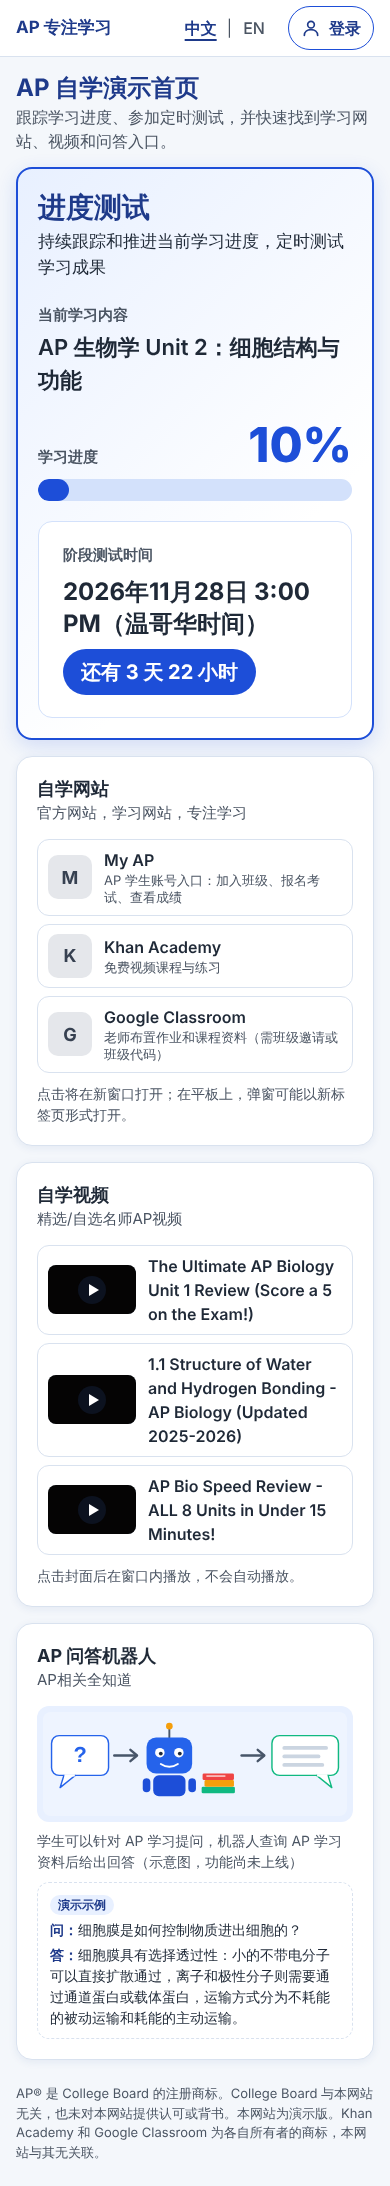 AP 专注学习
中文 | EN
登录
AP 自学演示首页
跟踪学习进度、参加定时测试，并快速找到学习网
站、视频和问答入口。
进度测试
持续跟踪和推进当前学习进度，定时测试
学习成果
当前学习内容
AP 生物学 Unit 2：细胞结构与
功能
学习进度
10%
阶段测试时间
2026年11月28日 3:00
PM（温哥华时间）
还有 3 天 22 小时
自学网站
官方网站，学习网站，专注学习
M
My AP
AP 学生账号入口：加入班级、报名考
试、查看成绩
K
Khan Academy
免费视频课程与练习
G
Google Classroom
老师布置作业和课程资料（需班级邀请或
班级代码）
点击将在新窗口打开；在平板上，弹窗可能以新标
签页形式打开。
自学视频
精选/自选名师AP视频
The Ultimate AP Biology
Unit 1 Review (Score a 5
on the Exam!)
1.1 Structure of Water
and Hydrogen Bonding -
AP Biology (Updated
2025-2026)
AP Bio Speed Review -
ALL 8 Units in Under 15
Minutes!
点击封面后在窗口内播放，不会自动播放。
AP 问答机器人
AP相关全知道
?
学生可以针对 AP 学习提问，机器人查询 AP 学习
资料后给出回答（示意图，功能尚未上线）
演示示例
问：细胞膜是如何控制物质进出细胞的？
答：细胞膜具有选择透过性：小的不带电分子
可以直接扩散通过，离子和极性分子则需要通
过通道蛋白或载体蛋白，运输方式分为不耗能
的被动运输和耗能的主动运输。
AP® 是 College Board 的注册商标。College Board 与本网站
无关，也未对本网站提供认可或背书。本网站为演示版。Khan
Academy 和 Google Classroom 为各自所有者的商标，本网
站与其无关联。